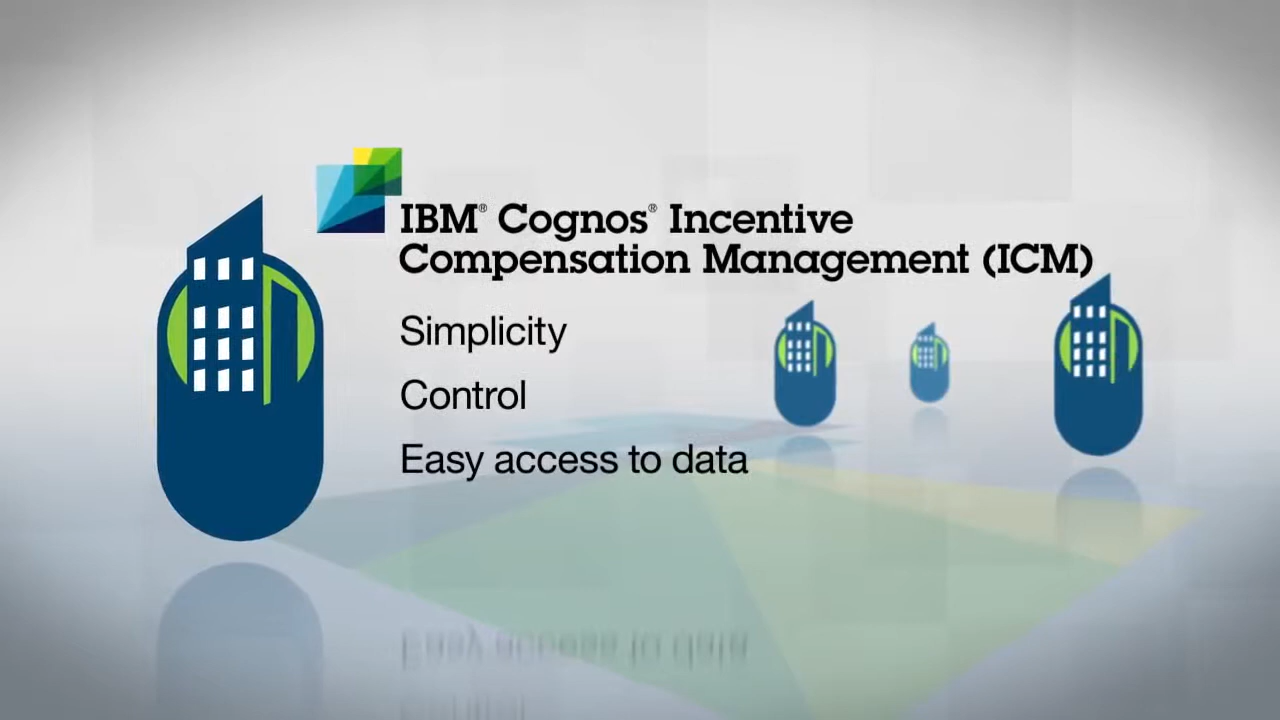 IBM® Cognos® Incentive
Compensation Management (ICM)
Simplicity
Control
Easy access to data